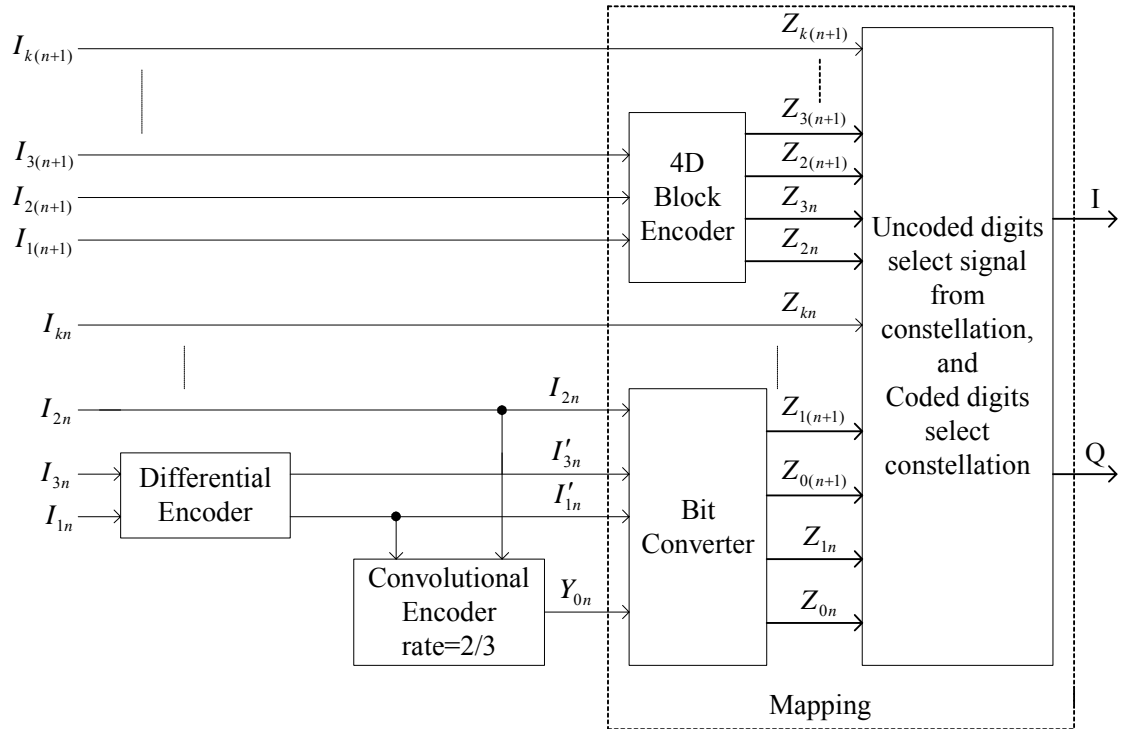 I_{k(n+1)}
Z_{k(n+1)}
I_{3(n+1)}
I_{2(n+1)}
I_{1(n+1)}
4D
Block
Encoder
Z_{3(n+1)}
Z_{2(n+1)}
Z_{3n}
Z_{2n}
I_{kn}
Z_{kn}
I_{2n}
I_{2n}
I_{3n}
I_{1n}
Differential
Encoder
I'_{3n}
I'_{1n}
Convolutional
Encoder
rate=2/3
Y_{0n}
Bit
Converter
Z_{1(n+1)}
Z_{0(n+1)}
Z_{1n}
Z_{0n}
Uncoded digits
select signal
from
constellation,
and
Coded digits
select
constellation
I
Q
Mapping